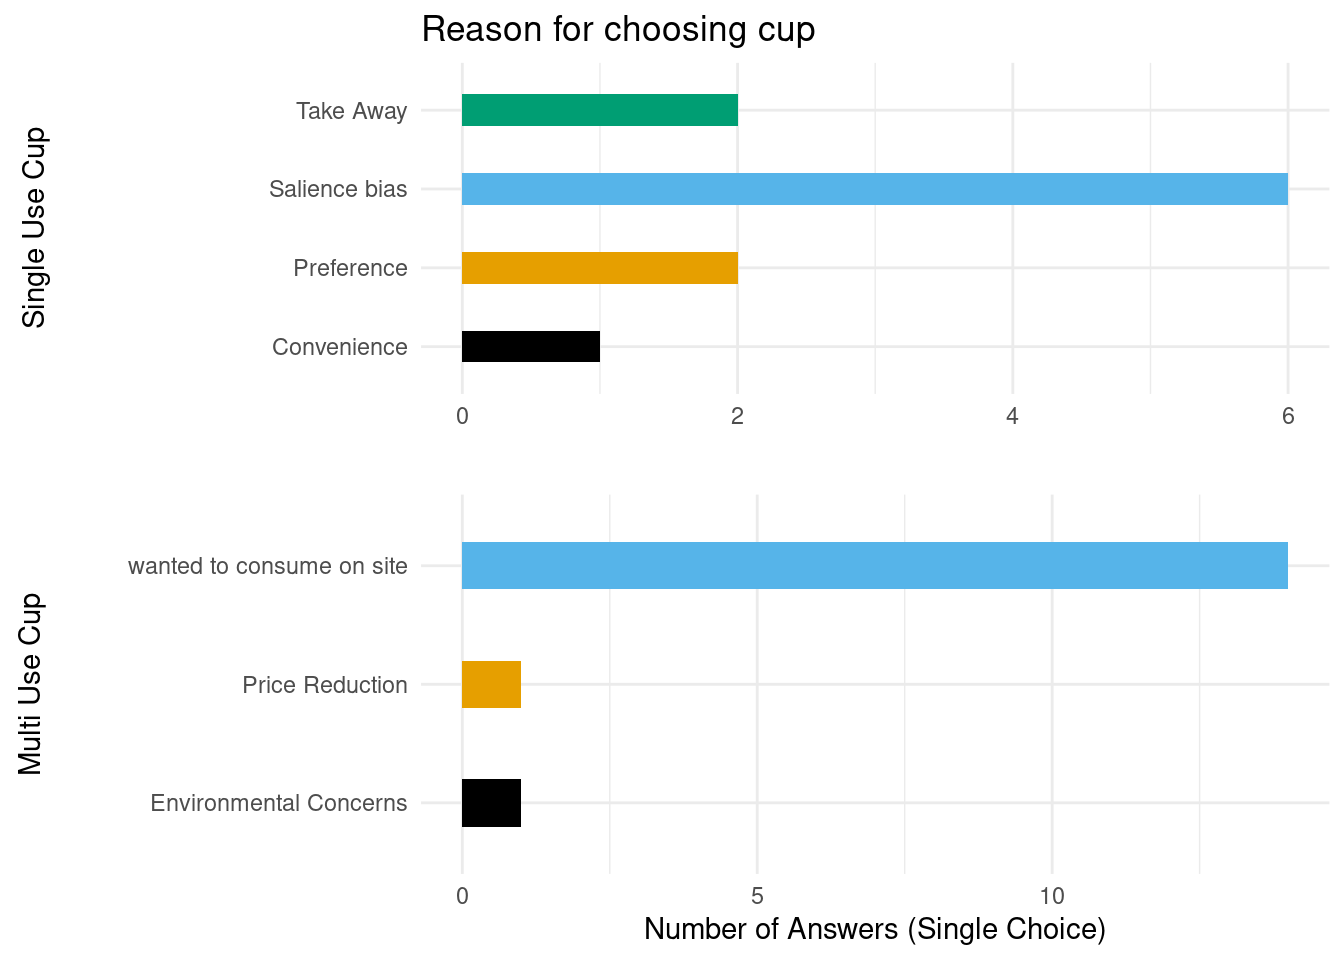 Reason for choosing cup
Single Use Cup
Take Away
Salience bias
Preference
Convenience
0 2 4 6
Multi Use Cup
wanted to consume on site
Price Reduction
Environmental Concerns
0 5 10
Number of Answers (Single Choice)